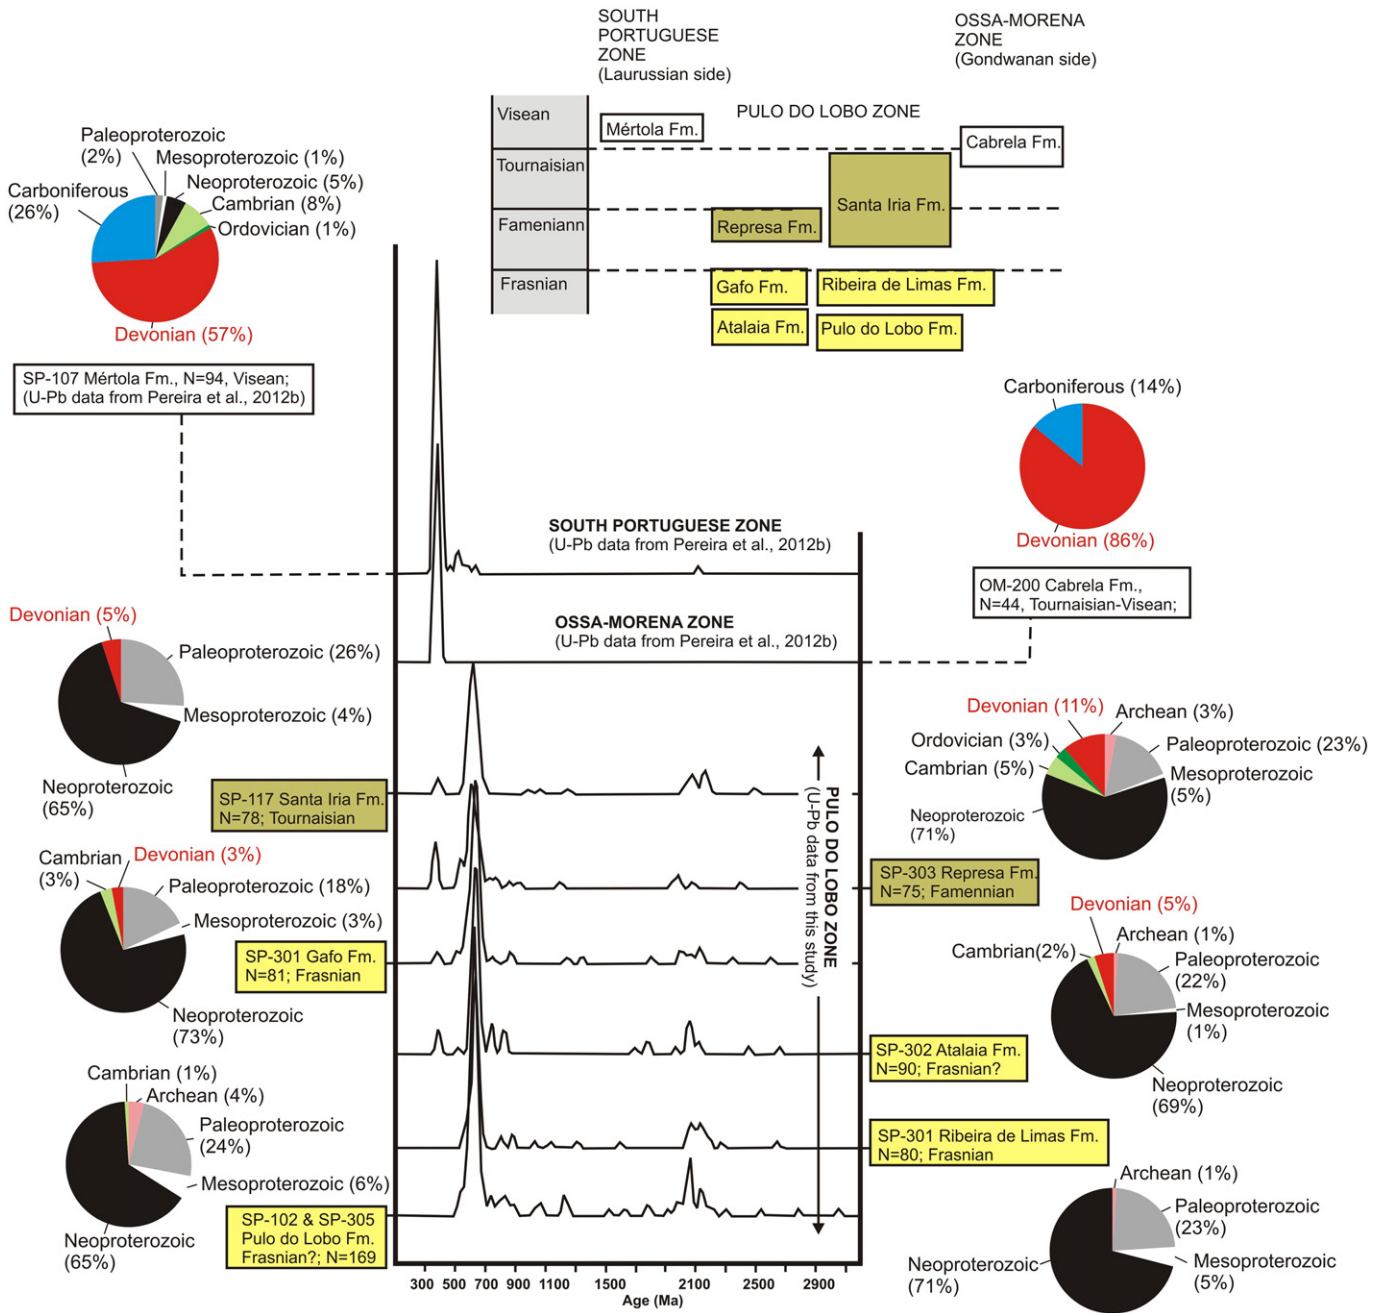 SOUTH
PORTUGUESE
ZONE
(Laurussian side)
OSSA-MORENA
ZONE
(Gondwanan side)
Visean
Tournaisian
Fameniann
Frasnian
PULO DO LOBO ZONE
Mértola Fm.
Cabrela Fm.
Santa Iria Fm.
Represa Fm.
Gafo Fm.
Ribeira de Limas Fm.
Atalaia Fm.
Pulo do Lobo Fm.
Paleoproterozoic
(2%)
Mesoproterozoic (1%)
Neoproterozoic (5%)
Cambrian (8%)
Ordovician (1%)
Carboniferous
(26%)
Devonian (57%)
SP-107 Mértola Fm., N=94, Visean;
(U-Pb data from Pereira et al., 2012b)
Carboniferous (14%)
Devonian (86%)
OM-200 Cabrela Fm.,
N=44, Tournaisian-Visean;
SOUTH PORTUGUESE ZONE
(U-Pb data from Pereira et al., 2012b)
OSSA-MORENA ZONE
(U-Pb data from Pereira et al., 2012b)
Devonian (5%)
Paleoproterozoic (26%)
Mesoproterozoic (4%)
Neoproterozoic
(65%)
SP-117 Santa Iria Fm.
N=78; Tournaisian
Devonian (11%)
Archean (3%)
Ordovician (3%)
Paleoproterozoic (23%)
Cambrian (5%)
Mesoproterozoic
(5%)
Neoproterozoic
(71%)
SP-303 Represa Fm.
N=75; Famennian
PULO DO LOBO ZONE
(U-Pb data from this study)
Cambrian
(3%)
Devonian (3%)
Paleoproterozoic (18%)
Mesoproterozoic (3%)
Neoproterozoic
(73%)
SP-301 Gafo Fm.
N=81; Frasnian
Devonian (5%)
Archean (1%)
Cambrian(2%)
Paleoproterozoic
(22%)
Mesoproterozoic
(1%)
Neoproterozoic
(69%)
SP-302 Atalaia Fm.
N=90; Frasnian?
Cambrian (1%)
Archean (4%)
Paleoproterozoic
(24%)
Mesoproterozoic (6%)
Neoproterozoic
(65%)
SP-102 & SP-305
Pulo do Lobo Fm.
Frasnian?; N=169
SP-301 Ribeira de Limas Fm.
N=80; Frasnian
Archean (1%)
Paleoproterozoic
(23%)
Mesoproterozoic
(5%)
Neoproterozoic
(71%)
300 500 700 900 1100 1500 2100 2500 2900
Age (Ma)